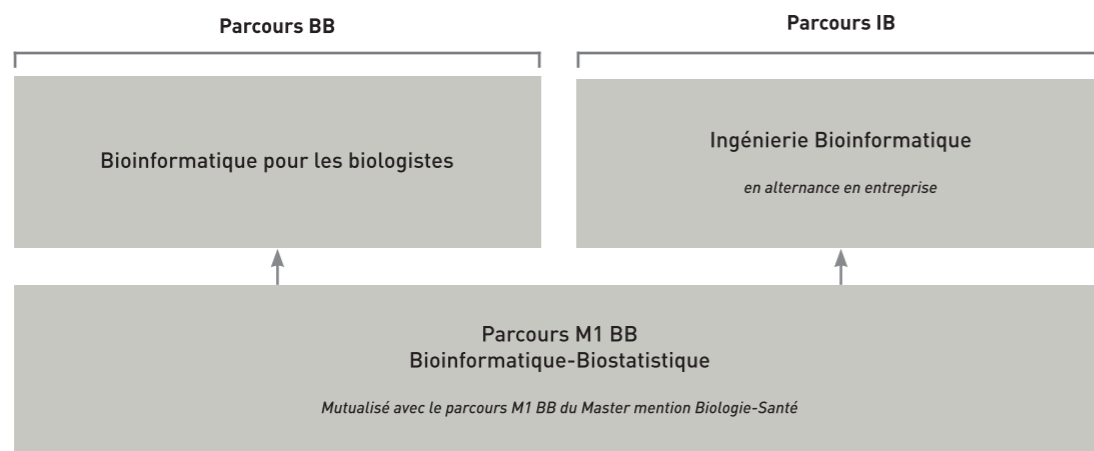 Parcours BB
Parcours IB
Bioinformatique pour les biologistes
Ingénierie Bioinformatique
en alternance en entreprise
Parcours M1 BB
Bioinformatique-Biostatistique
Mutualisé avec le parcours M1 BB du Master mention Biologie-Santé